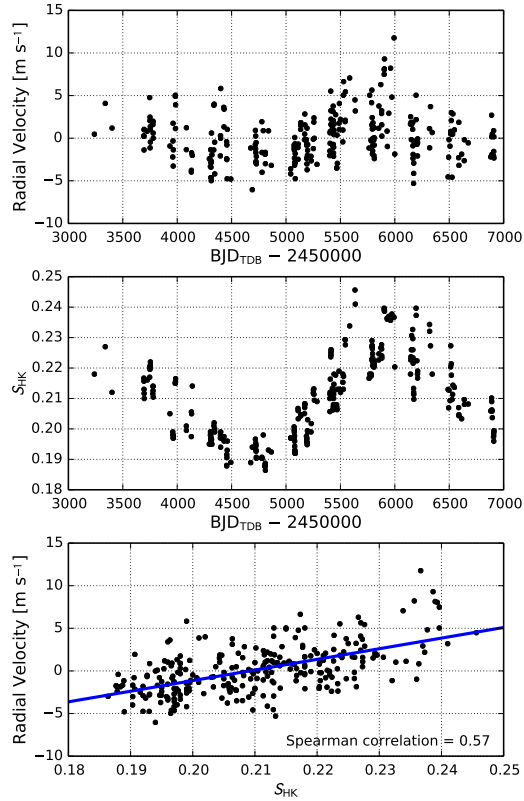 15
10
5
0
−5
−10
Radial Velocity [m s⁻¹]
3000 3500 4000 4500 5000 5500 6000 6500 7000
BJD_TDB − 2450000
0.25
0.24
0.23
0.22
0.21
0.20
0.19
0.18
S_HK
3000 3500 4000 4500 5000 5500 6000 6500 7000
BJD_TDB − 2450000
15
10
5
0
−5
−10
Radial Velocity [m s⁻¹]
Spearman correlation = 0.57
0.18 0.19 0.20 0.21 0.22 0.23 0.24 0.25
S_HK